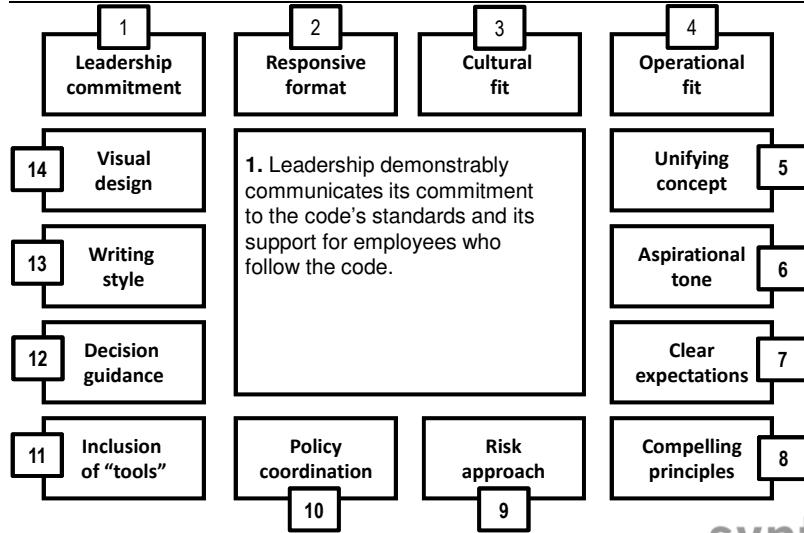 1
Leadership
commitment
2
Responsive
format
3
Cultural
fit
4
Operational
fit
14
Visual
design
1. Leadership demonstrably
communicates its commitment
to the code's standards and its
support for employees who
follow the code.
Unifying
concept
5
13
Writing
style
Aspirational
tone
6
12
Decision
guidance
Clear
expectations
7
11
Inclusion
of “tools”
Policy
coordination
10
Risk
approach
9
Compelling
principles
8